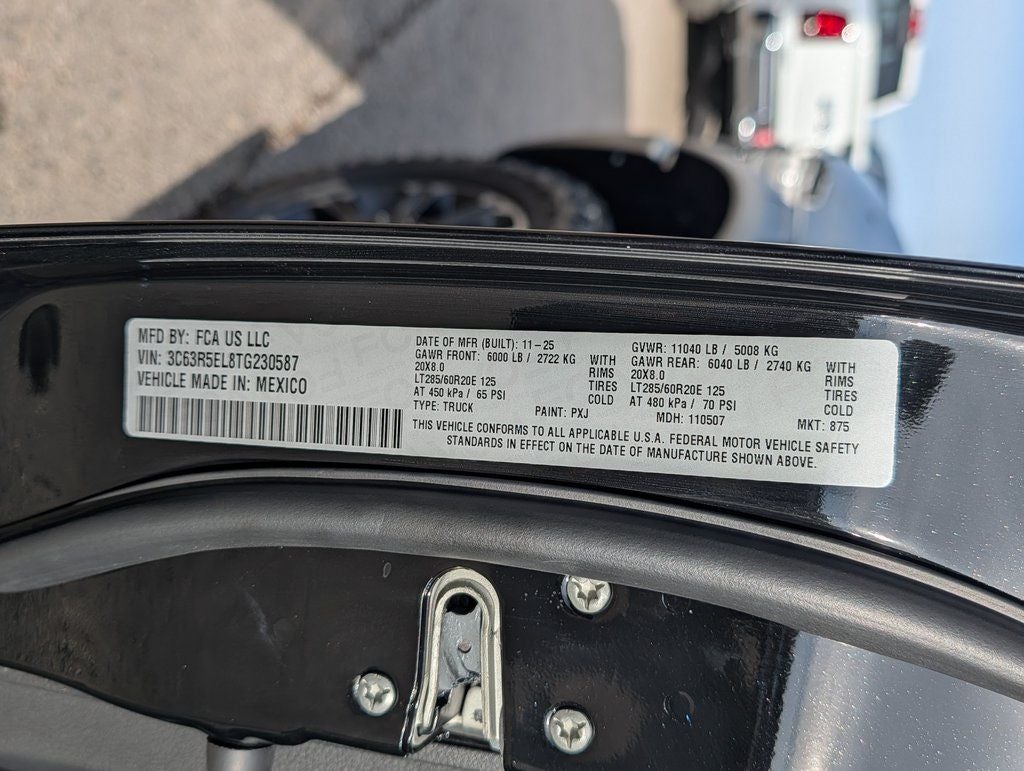 MFD BY: FCA US LLC
VIN: 3C63R5EL8TG230587
VEHICLE MADE IN: MEXICO
DATE OF MFR (BUILT): 11-25
GAWR FRONT: 6000 LB / 2722 KG WITH
20X8.0 RIMS
LT285/60R20E 125 TIRES
AT 450 kPa / 65 PSI COLD
TYPE: TRUCK PAINT: PXJ
GVWR: 11040 LB / 5008 KG
GAWR REAR: 6040 LB / 2740 KG WITH
20X8.0 RIMS
LT285/60R20E 125 TIRES
AT 480 kPa / 70 PSI COLD
MDH: 110507 MKT: 875
THIS VEHICLE CONFORMS TO ALL APPLICABLE U.S.A. FEDERAL MOTOR VEHICLE SAFETY
STANDARDS IN EFFECT ON THE DATE OF MANUFACTURE SHOWN ABOVE.